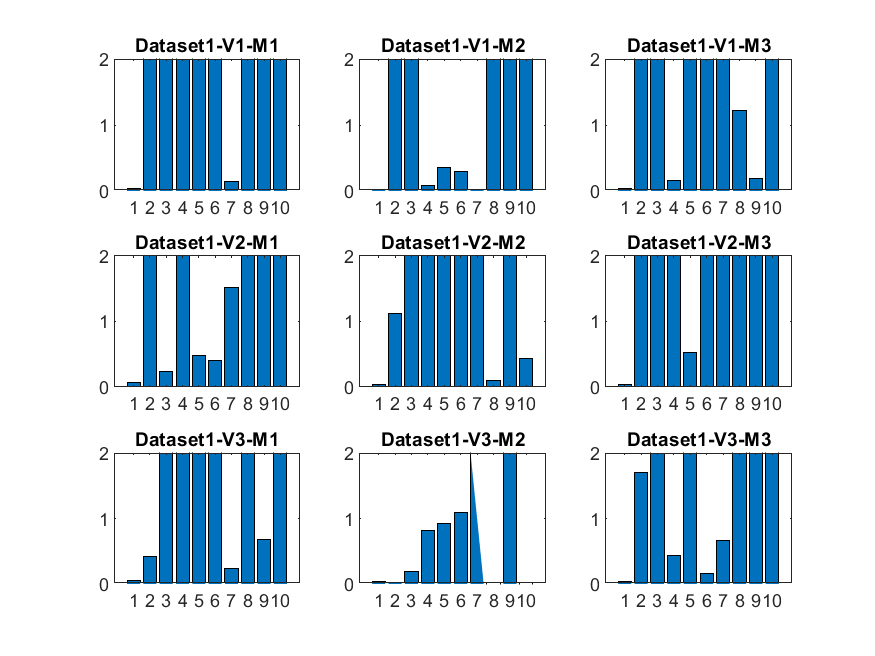 Dataset1-V1-M1 Dataset1-V1-M2 Dataset1-V1-M3
2 2 2
1 1 1
0 0 0
1 2 3 4 5 6 7 8 9 10 1 2 3 4 5 6 7 8 9 10 1 2 3 4 5 6 7 8 9 10
Dataset1-V2-M1 Dataset1-V2-M2 Dataset1-V2-M3
2 2 2
1 1 1
0 0 0
1 2 3 4 5 6 7 8 9 10 1 2 3 4 5 6 7 8 9 10 1 2 3 4 5 6 7 8 9 10
Dataset1-V3-M1 Dataset1-V3-M2 Dataset1-V3-M3
2 2 2
1 1 1
0 0 0
1 2 3 4 5 6 7 8 9 10 1 2 3 4 5 6 7 8 9 10 1 2 3 4 5 6 7 8 9 10